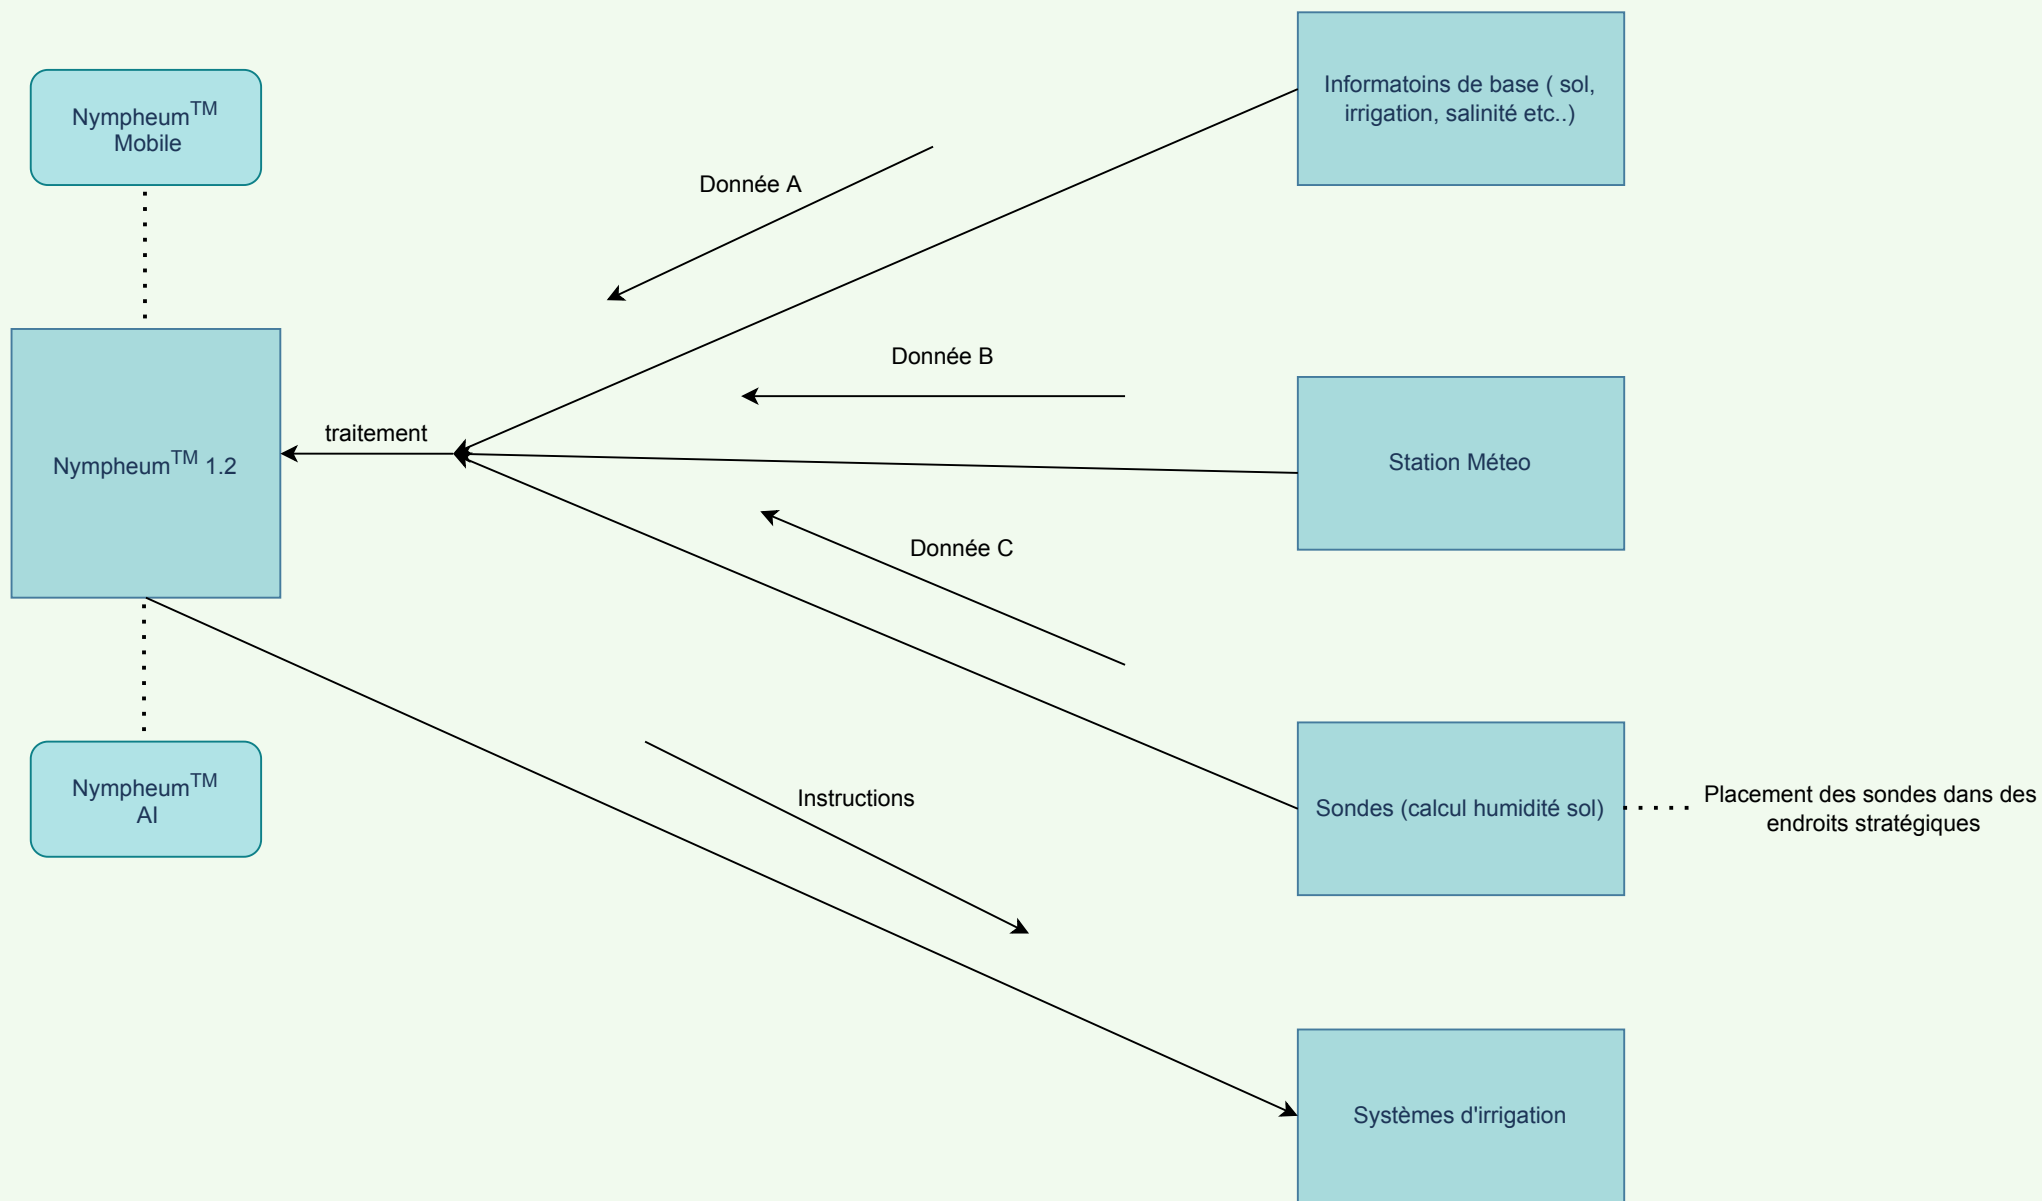 Informatoins de base ( sol,
irrigation, salinité etc..)
Nympheum™
Mobile
Donnée A
Donnée B
traitement
Nympheum™ 1.2
Station Méteo
Donnée C
Nympheum™
AI
Instructions
Sondes (calcul humidité sol)
Placement des sondes dans des
endroits stratégiques
Systèmes d'irrigation